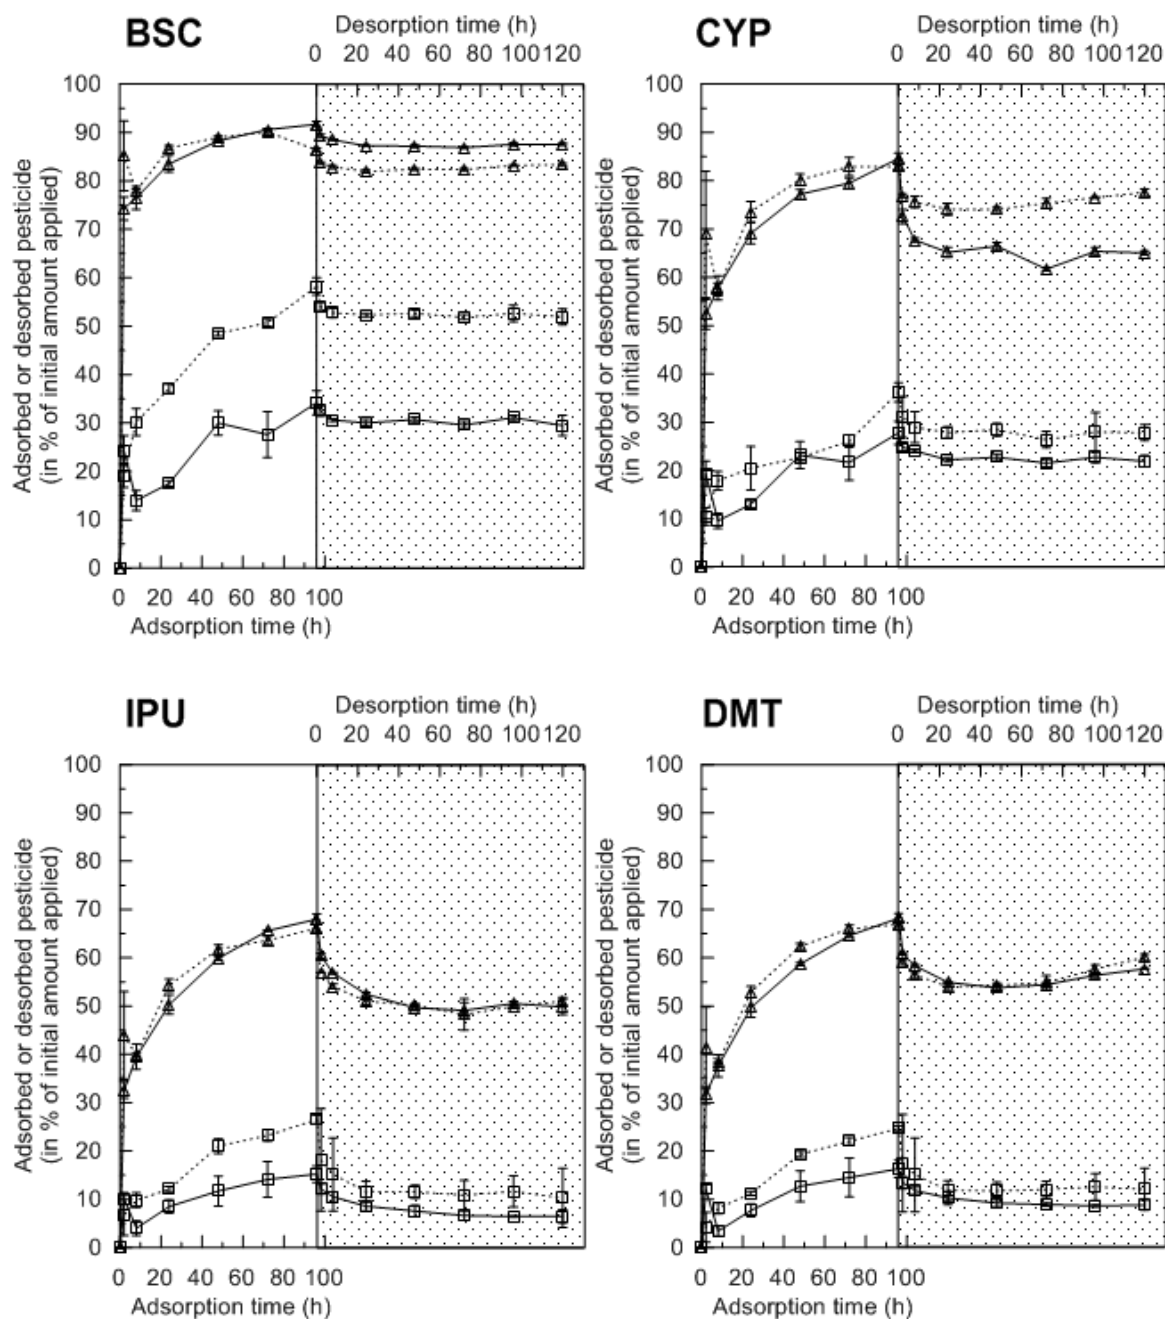 BSC
Desorption time (h)
0 20 40 60 80 100 120
100
90
80
70
60
50
40
30
20
10
0
Adsorbed or desorbed pesticide
(in % of initial amount applied)
0 20 40 60 80 100
Adsorption time (h)
CYP
Desorption time (h)
0 20 40 60 80 100 120
100
90
80
70
60
50
40
30
20
10
0
Adsorbed or desorbed pesticide
(in % of initial amount applied)
0 20 40 60 80 100
Adsorption time (h)
IPU
Desorption time (h)
0 20 40 60 80 100 120
100
90
80
70
60
50
40
30
20
10
0
Adsorbed or desorbed pesticide
(in % of initial amount applied)
0 20 40 60 80 100
Adsorption time (h)
DMT
Desorption time (h)
0 20 40 60 80 100 120
100
90
80
70
60
50
40
30
20
10
0
Adsorbed or desorbed pesticide
(in % of initial amount applied)
0 20 40 60 80 100
Adsorption time (h)